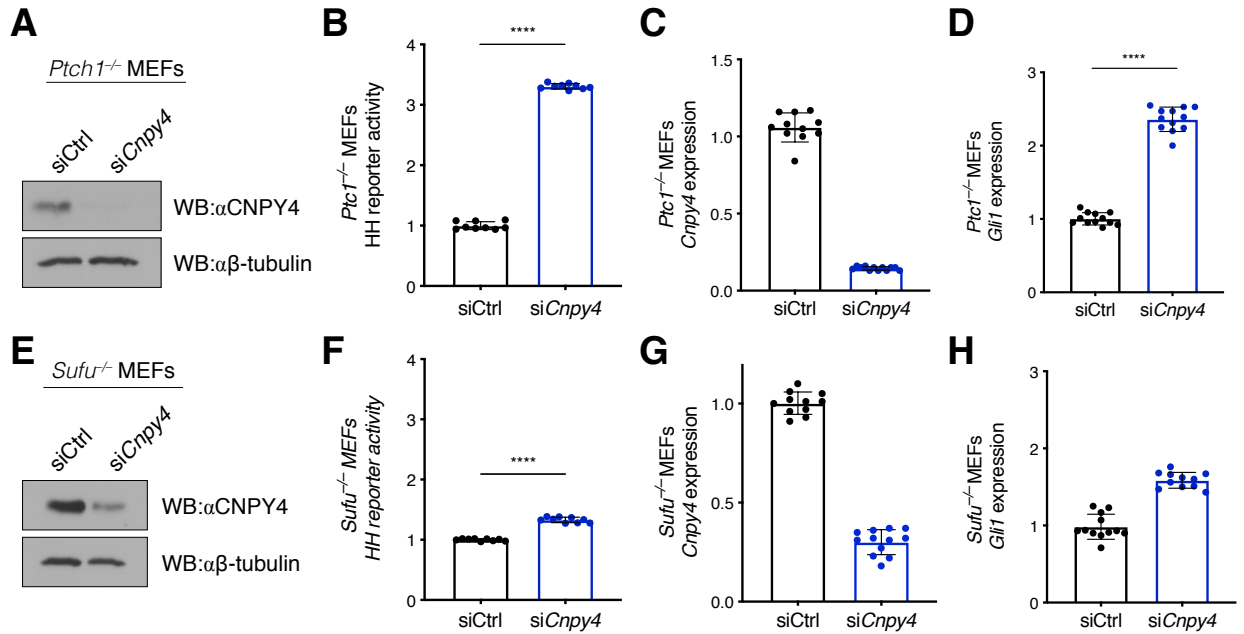 A
Ptch1–/– MEFs
siCtrl
siCnpy4
WB:αCNPY4
WB:αβ-tubulin
B
****
Ptc1–/– MEFs
HH reporter activity
4
3
2
1
0
siCtrl
siCnpy4
C
Ptc1–/– MEFs
Cnpy4 expression
1.5
1.0
0.5
0.0
siCtrl
siCnpy4
D
****
Ptc1–/– MEFs
Gli1 expression
3
2
1
0
siCtrl
siCnpy4
E
Sufu–/– MEFs
siCtrl
siCnpy4
WB:αCNPY4
WB:αβ-tubulin
F
****
Sufu–/– MEFs
HH reporter activity
4
3
2
1
0
siCtrl
siCnpy4
G
Sufu–/– MEFs
Cnpy4 expression
1.0
0.5
0.0
siCtrl
siCnpy4
H
Sufu–/– MEFs
Gli1 expression
3
2
1
0
siCtrl
siCnpy4